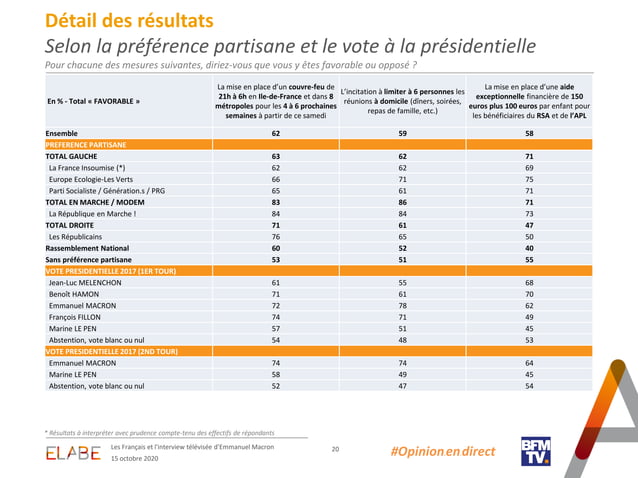 Détail des résultats
Selon la préférence partisane et le vote à la présidentielle
Pour chacune des mesures suivantes, diriez-vous que vous y êtes favorable ou opposé ?
En % - Total « FAVORABLE »
La mise en place d'un couvre-feu de
21h à 6h en Ile-de-France et dans 8
métropoles pour les 4 à 6 prochaines
semaines à partir de ce samedi
L'incitation à limiter à 6 personnes les
réunions à domicile (dîners, soirées,
repas de famille, etc.)
La mise en place d'une aide
exceptionnelle financière de 150
euros plus 100 euros par enfant pour
les bénéficiaires du RSA et de l'APL
Ensemble 62 59 58
PREFERENCE PARTISANE
TOTAL GAUCHE 63 62 71
La France Insoumise (*) 62 62 69
Europe Ecologie-Les Verts 66 71 75
Parti Socialiste / Génération.s / PRG 65 61 71
TOTAL EN MARCHE / MODEM 83 86 71
La République en Marche ! 84 84 73
TOTAL DROITE 71 61 47
Les Républicains 76 65 50
Rassemblement National 60 52 40
Sans préférence partisane 53 51 55
VOTE PRESIDENTIELLE 2017 (1ER TOUR)
Jean-Luc MELENCHON 61 55 68
Benoît HAMON 71 61 70
Emmanuel MACRON 72 78 62
François FILLON 74 71 49
Marine LE PEN 57 51 45
Abstention, vote blanc ou nul 54 48 53
VOTE PRESIDENTIELLE 2017 (2ND TOUR)
Emmanuel MACRON 74 74 64
Marine LE PEN 58 49 45
Abstention, vote blanc ou nul 52 47 54
* Résultats à interpréter avec prudence compte-tenu des effectifs de répondants
ELABE
Les Français et l'interview télévisée d'Emmanuel Macron
15 octobre 2020
20
#Opinion en direct
BFM
TV.